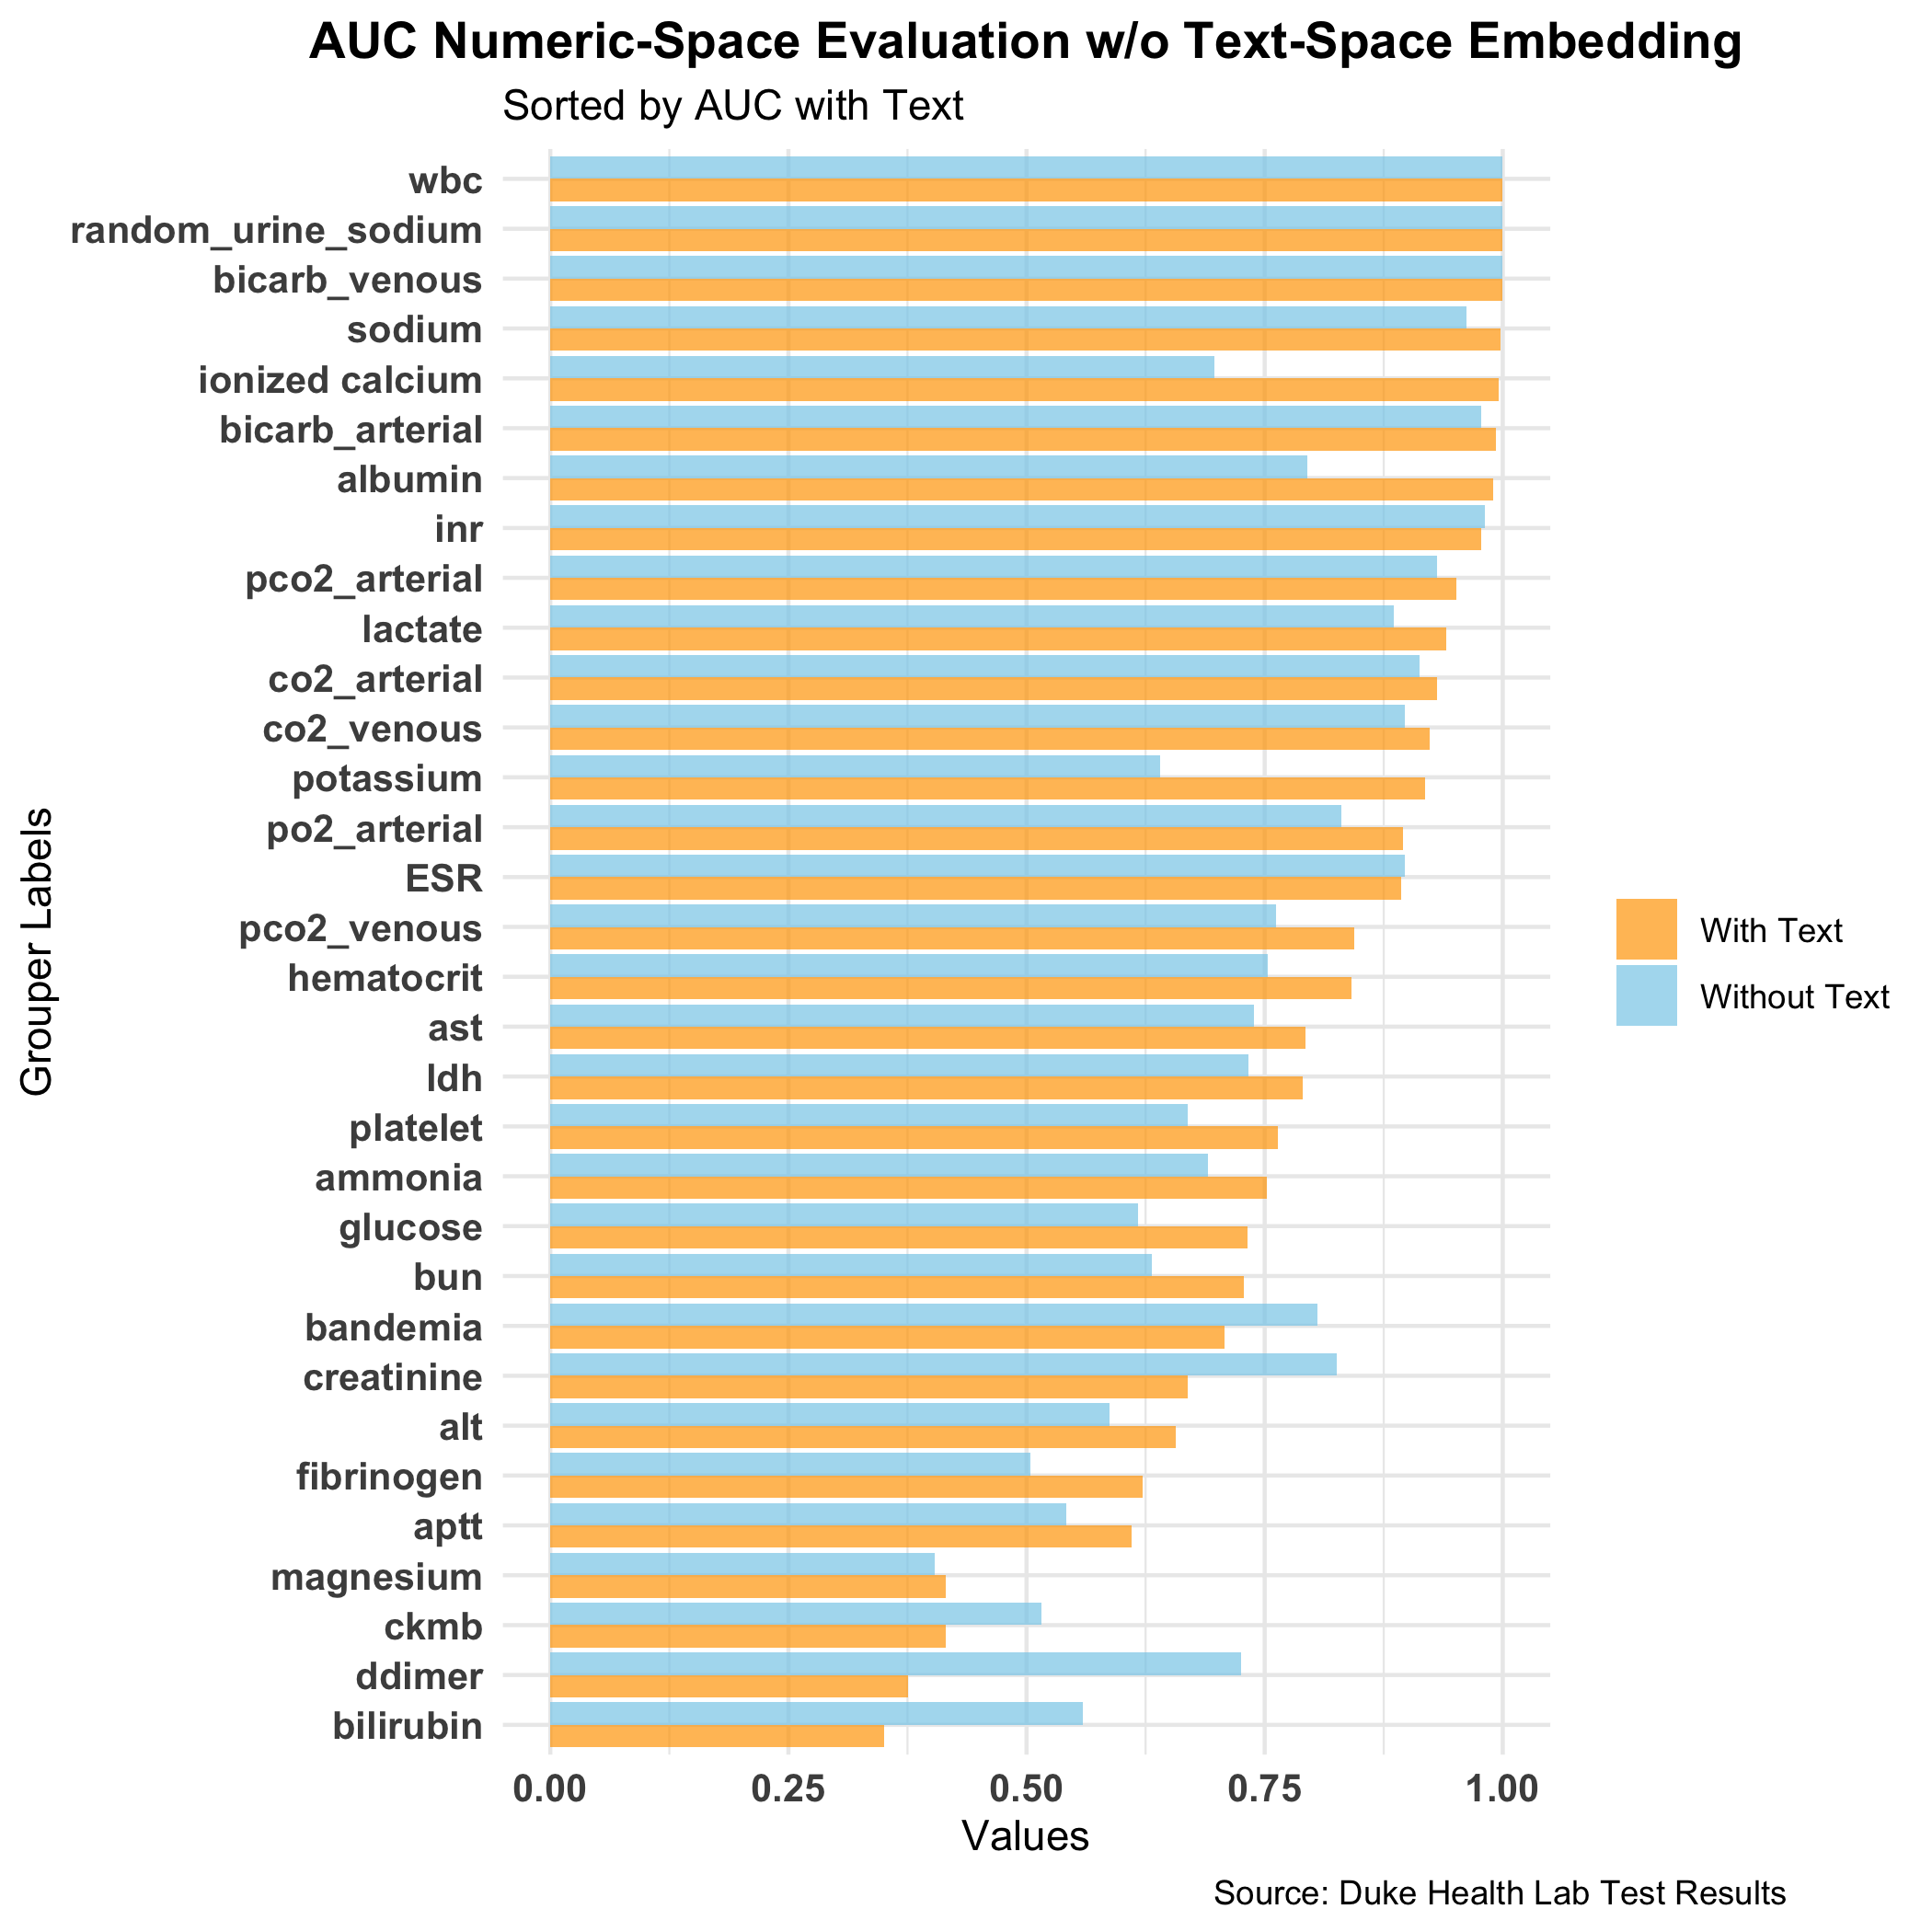 AUC Numeric-Space Evaluation w/o Text-Space Embedding
Sorted by AUC with Text
Grouper Labels
wbc
random_urine_sodium
bicarb_venous
sodium
ionized calcium
bicarb_arterial
albumin
inr
pco2_arterial
lactate
co2_arterial
co2_venous
potassium
po2_arterial
ESR
pco2_venous
hematocrit
ast
ldh
platelet
ammonia
glucose
bun
bandemia
creatinine
alt
fibrinogen
aptt
magnesium
ckmb
ddimer
bilirubin
0.00 0.25 0.50 0.75 1.00
Values
With Text
Without Text
Source: Duke Health Lab Test Results